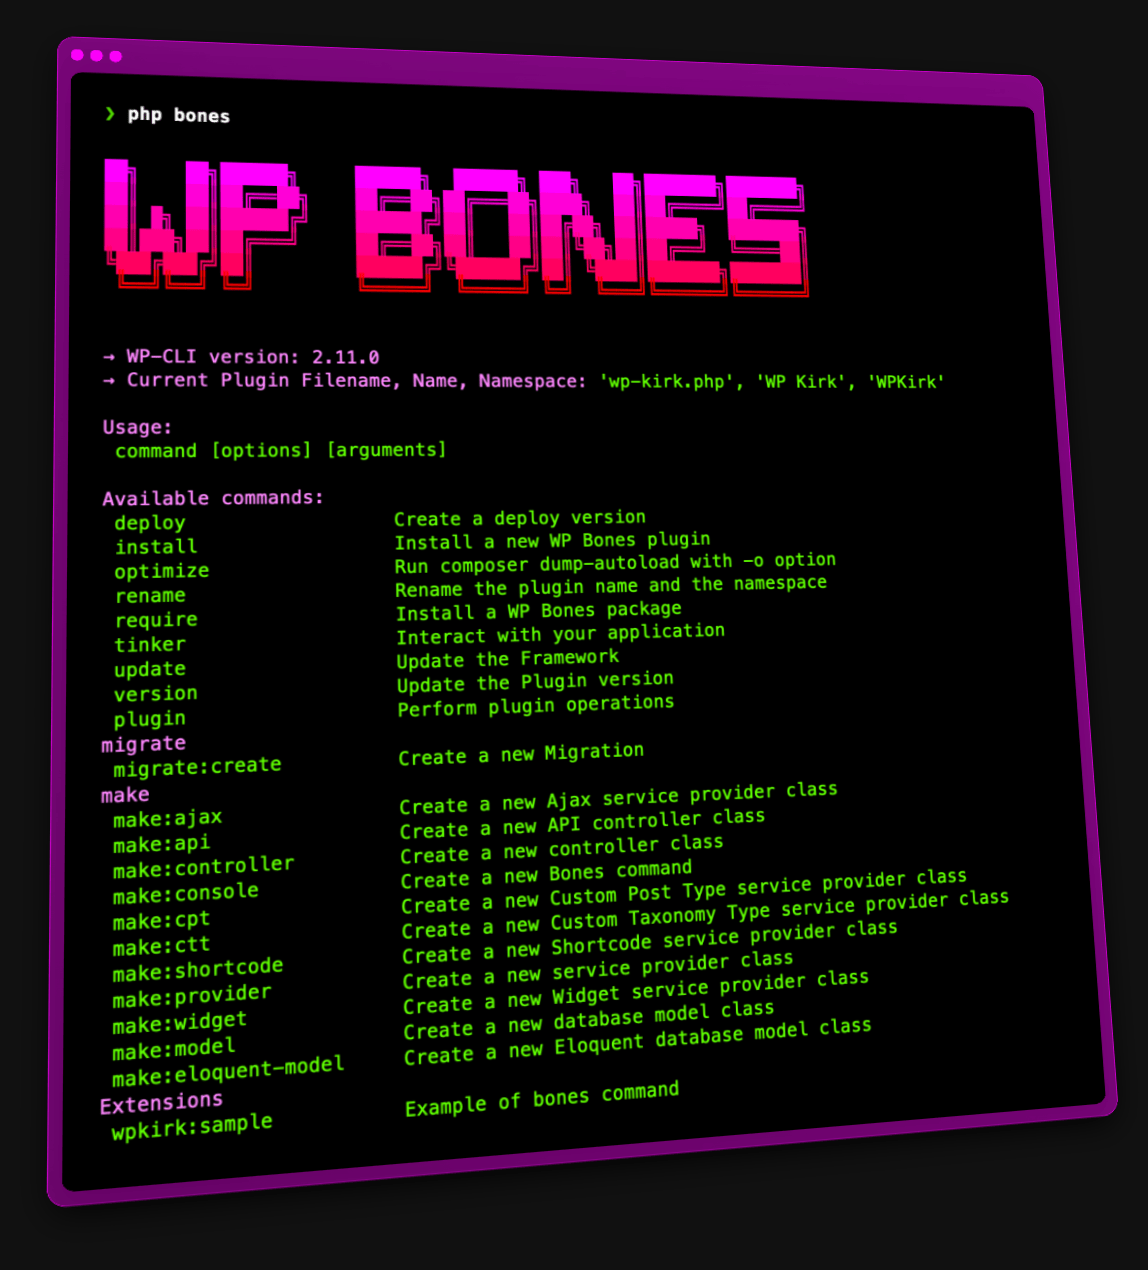 ❯ php bones
WP BONES
→ WP-CLI version: 2.11.0
→ Current Plugin Filename, Name, Namespace: 'wp-kirk.php', 'WP Kirk', 'WPKirk'
Usage:
command [options] [arguments]
Available commands:
deploy Create a deploy version
install Install a new WP Bones plugin
optimize Run composer dump-autoload with -o option
rename Rename the plugin name and the namespace
require Install a WP Bones package
tinker Interact with your application
update Update the Framework
version Update the Plugin version
plugin Perform plugin operations
migrate
migrate:create Create a new Migration
make
make:ajax Create a new Ajax service provider class
make:api Create a new API controller class
make:controller Create a new controller class
make:console Create a new Bones command
make:cpt Create a new Custom Post Type service provider class
make:ctt Create a new Custom Taxonomy Type service provider class
make:shortcode Create a new Shortcode service provider class
make:provider Create a new service provider class
make:widget Create a new Widget service provider class
make:model Create a new database model class
make:eloquent-model Create a new Eloquent database model class
Extensions
wpkirk:sample Example of bones command